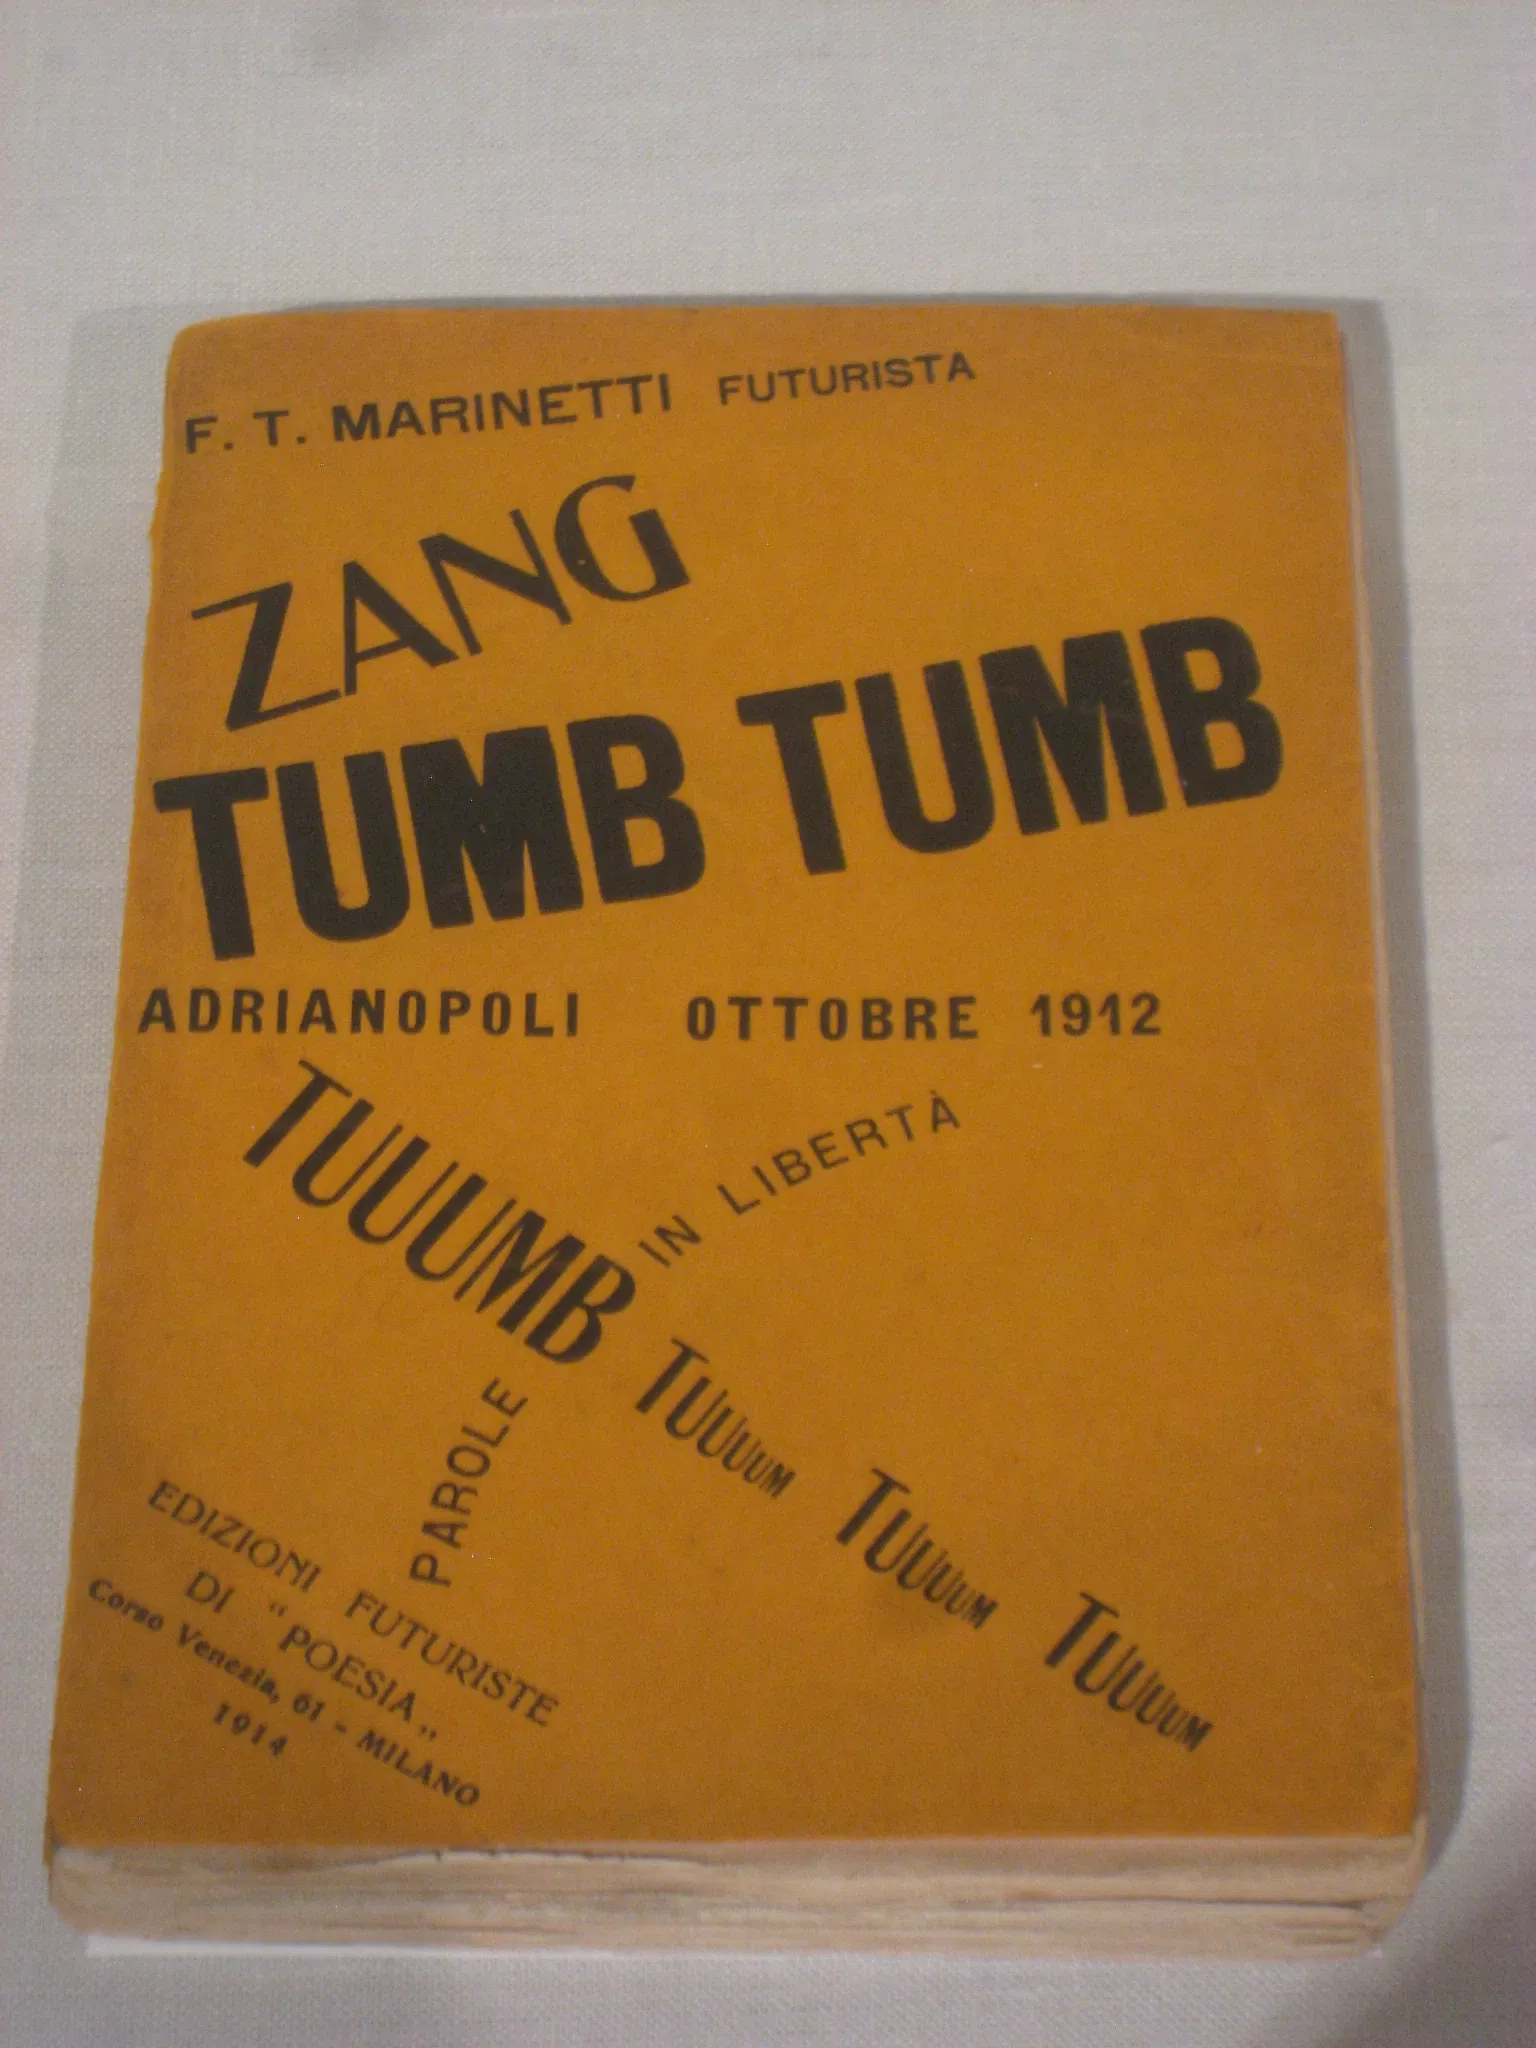 F. T. MARINETTI FUTURISTA
ZANG
TUMB TUMB
ADRIANOPOLI OTTOBRE 1912
TUUUMB
TUUUUM
TUUUUM
TUUUUM
PAROLE
IN LIBERTÀ
EDIZIONI FUTURISTE
DI "POESIA„
Corso Venezia, 61 - MILANO
1914